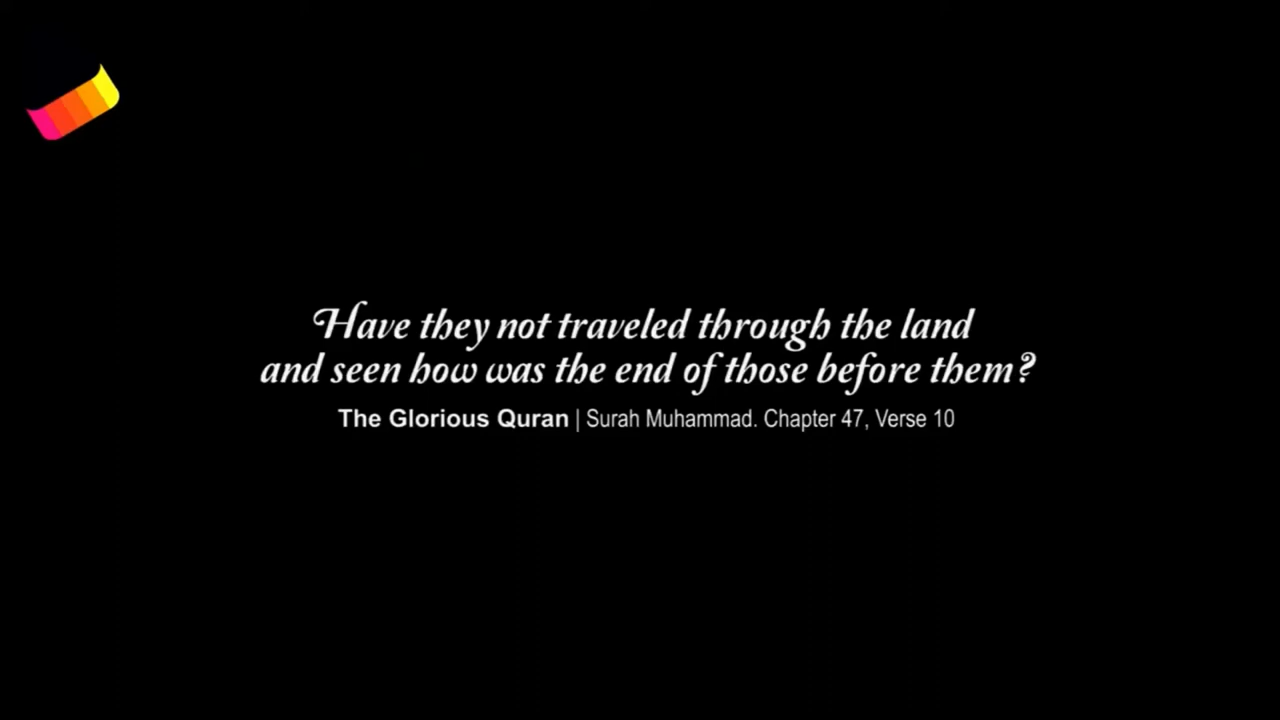 Have they not traveled through the land
and seen how was the end of those before them?
The Glorious Quran | Surah Muhammad. Chapter 47, Verse 10